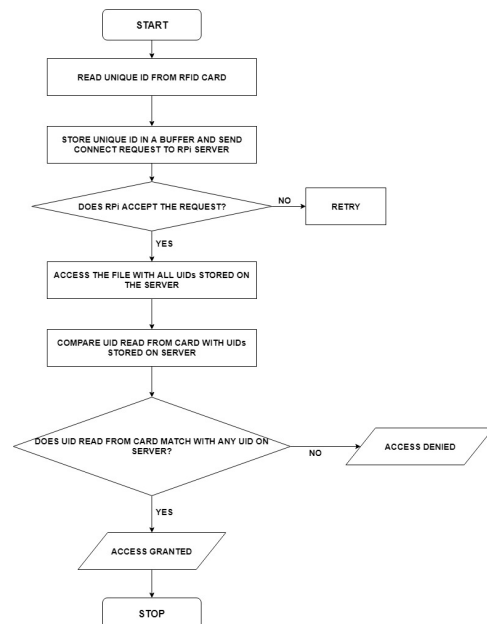 START
READ UNIQUE ID FROM RFID CARD
STORE UNIQUE ID IN A BUFFER AND SEND
CONNECT REQUEST TO RPi SERVER
DOES RPi ACCEPT THE REQUEST?
NO
RETRY
YES
ACCESS THE FILE WITH ALL UIDs STORED ON
THE SERVER
COMPARE UID READ FROM CARD WITH UIDs
STORED ON SERVER
DOES UID READ FROM CARD MATCH WITH ANY UID ON
SERVER?
NO
ACCESS DENIED
YES
ACCESS GRANTED
STOP